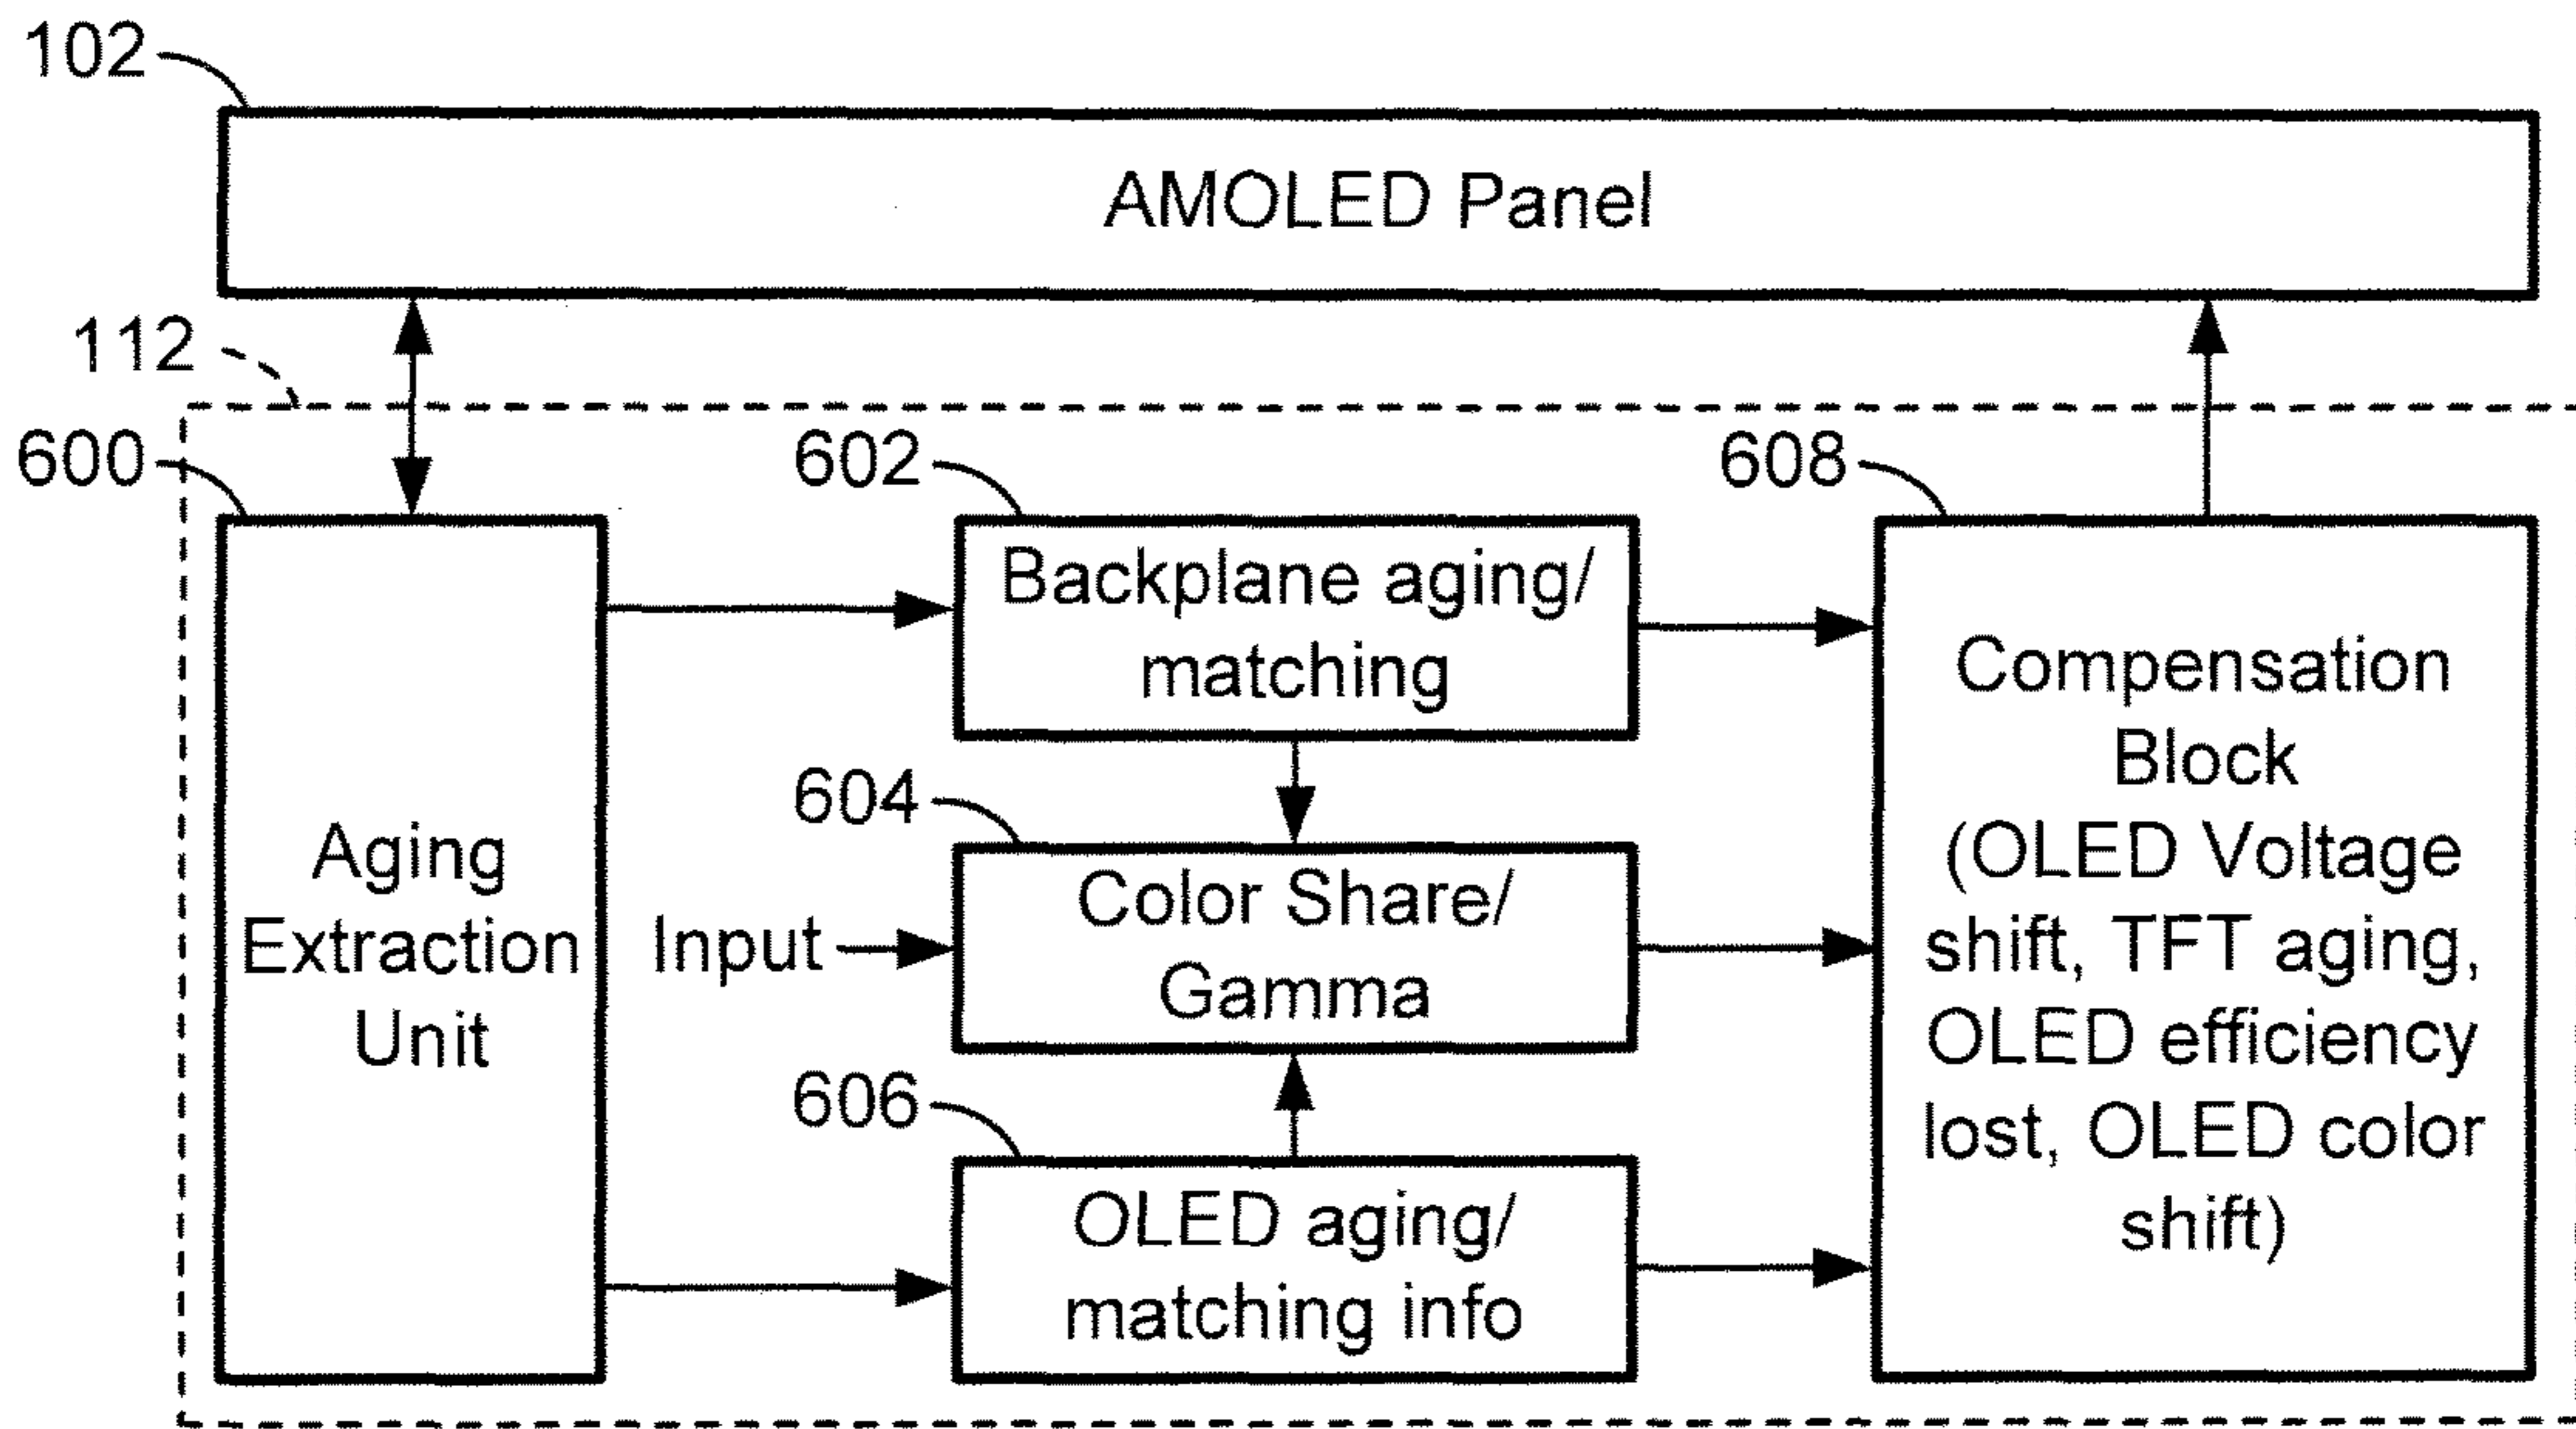 102
AMOLED Panel
112
600
602
608
Aging
Extraction
Unit
Backplane aging/
matching
604
Input
Color Share/
Gamma
606
OLED aging/
matching info
Compensation
Block
(OLED Voltage
shift, TFT aging,
OLED efficiency
lost, OLED color
shift)